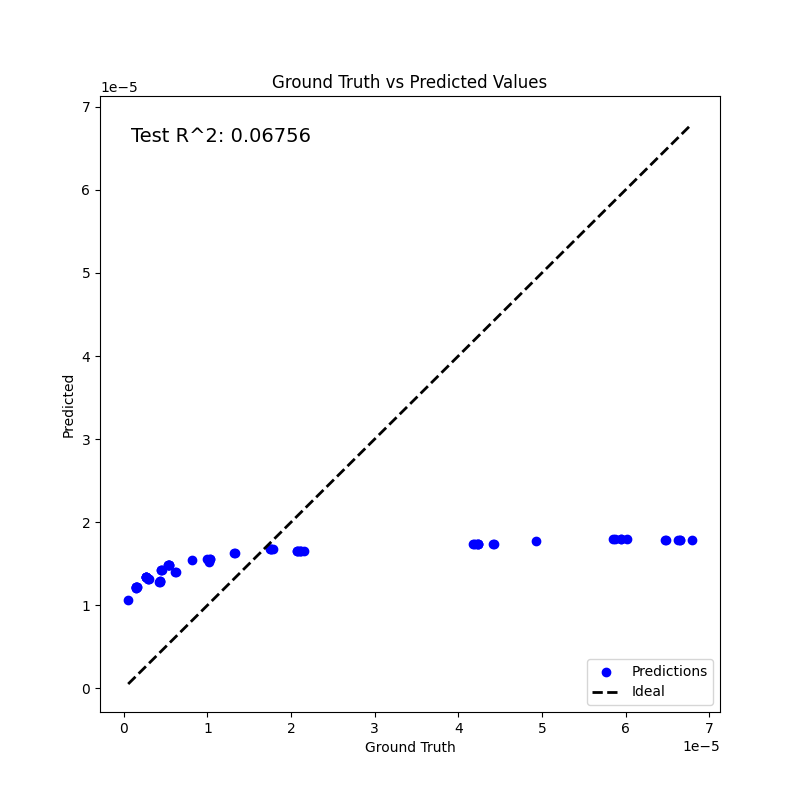 Ground Truth vs Predicted Values
1e−5
Test R^2: 0.06756
7
6
5
4
3
2
1
0
Predicted
Predictions
Ideal
0 1 2 3 4 5 6 7
Ground Truth
1e−5